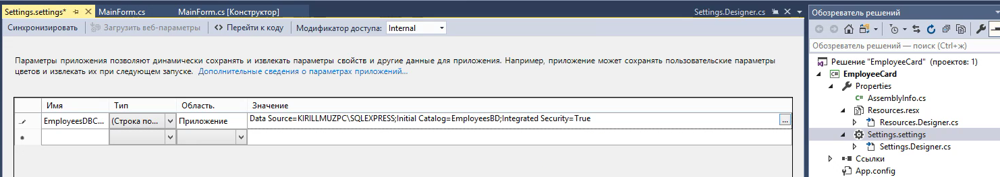 Settings.settings*
MainForm.cs
MainForm.cs [Конструктор]
Settings.Designer.cs
Обозреватель решений
Синхронизировать
Загрузить веб-параметры
Перейти к коду
Модификатор доступа:
Internal
Обозреватель решений — поиск (Ctrl+ж)
Параметры приложения позволяют динамически сохранять и извлекать параметры свойств и другие данные для приложения. Например, приложение может сохранять пользовательские параметры
цветов и извлекать их при следующем запуске. Дополнительные сведения о параметрах приложений...
Имя
Тип
Область.
Значение
EmployeesDBC...
(Строка по...
Приложение
Data Source=KIRILLMUZPC\SQLEXPRESS;Initial Catalog=EmployeesBD;Integrated Security=True
...
Решение "EmployeeCard" (проектов: 1)
EmployeeCard
Properties
AssemblyInfo.cs
Resources.resx
Resources.Designer.cs
Settings.settings
Settings.Designer.cs
Ссылки
App.config